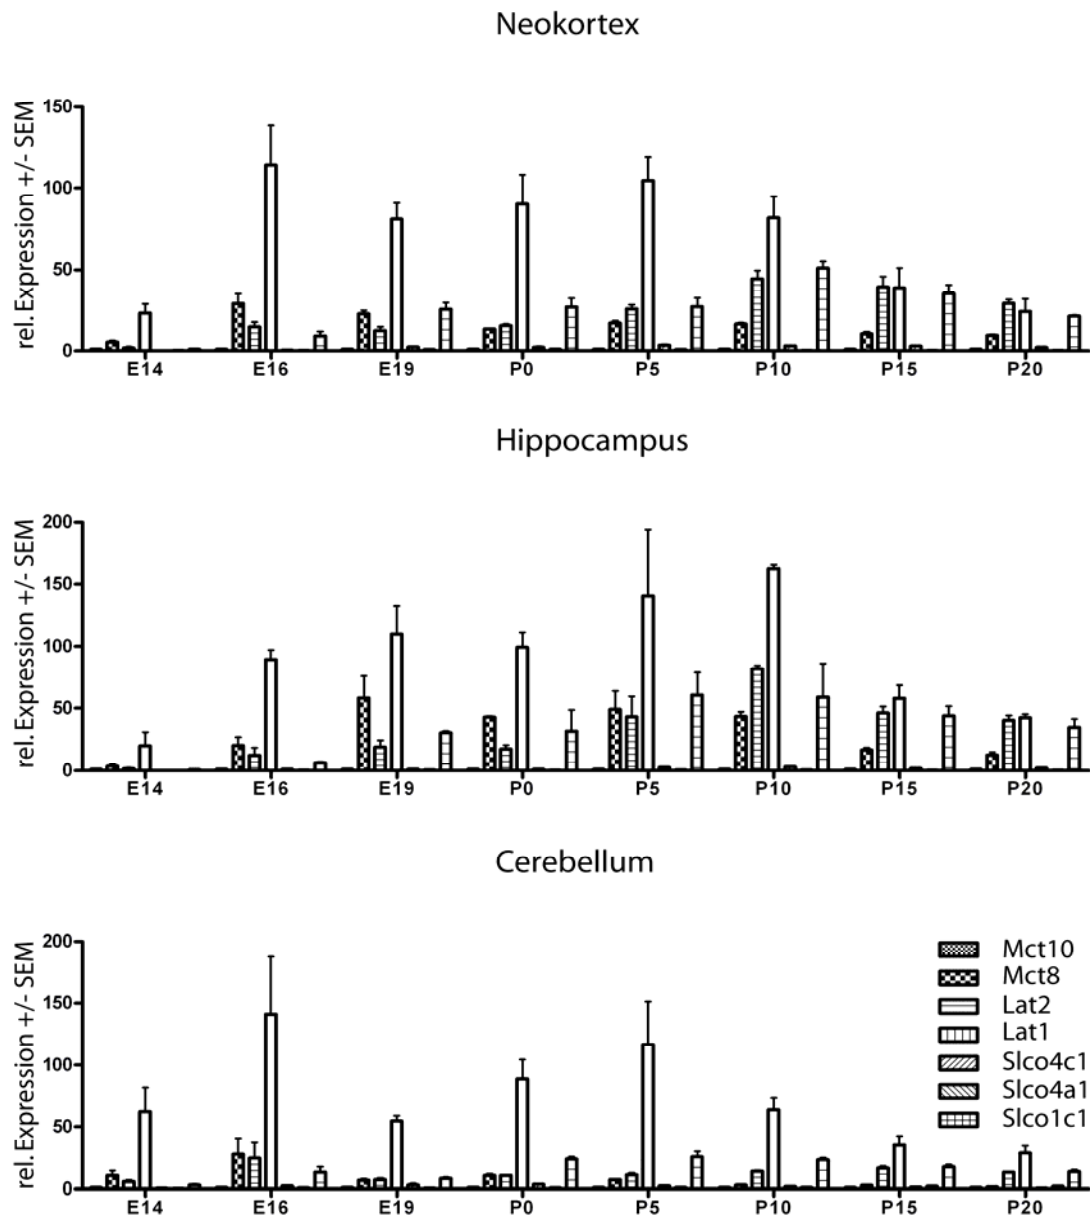 Neokortex
rel. Expression +/- SEM
150
100
50
0
E14 E16 E19 P0 P5 P10 P15 P20
Hippocampus
rel. Expression +/- SEM
200
150
100
50
0
E14 E16 E19 P0 P5 P10 P15 P20
Cerebellum
rel. Expression +/- SEM
200
150
100
50
0
E14 E16 E19 P0 P5 P10 P15 P20
Mct10
Mct8
Lat2
Lat1
Slco4c1
Slco4a1
Slco1c1